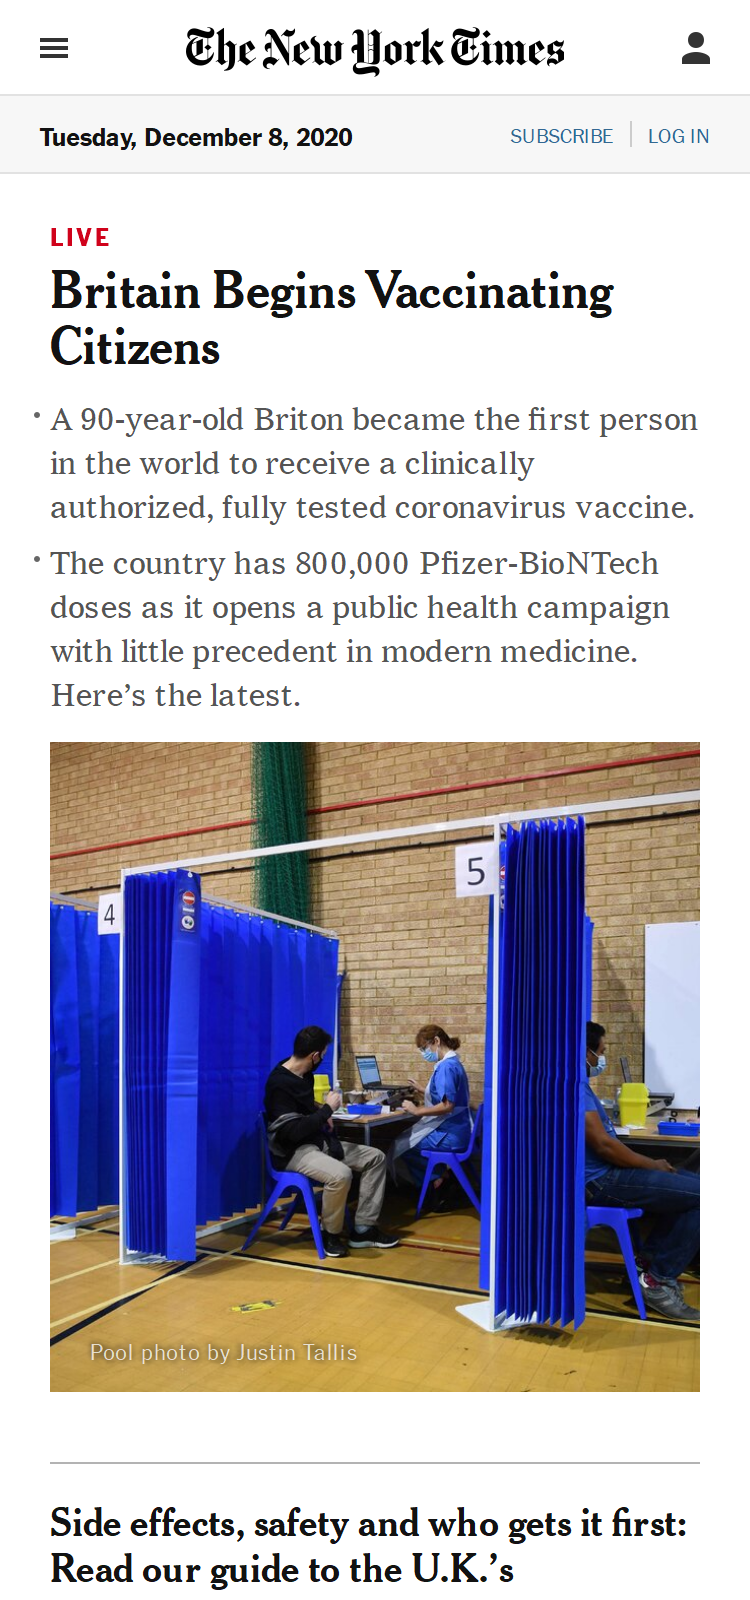 The New York Times
Tuesday, December 8, 2020
SUBSCRIBE
LOG IN
LIVE
Britain Begins Vaccinating
Citizens
• A 90-year-old Briton became the first person
in the world to receive a clinically
authorized, fully tested coronavirus vaccine.
• The country has 800,000 Pfizer-BioNTech
doses as it opens a public health campaign
with little precedent in modern medicine.
Here’s the latest.
4
5
Pool photo by Justin Tallis
Side effects, safety and who gets it first:
Read our guide to the U.K.’s